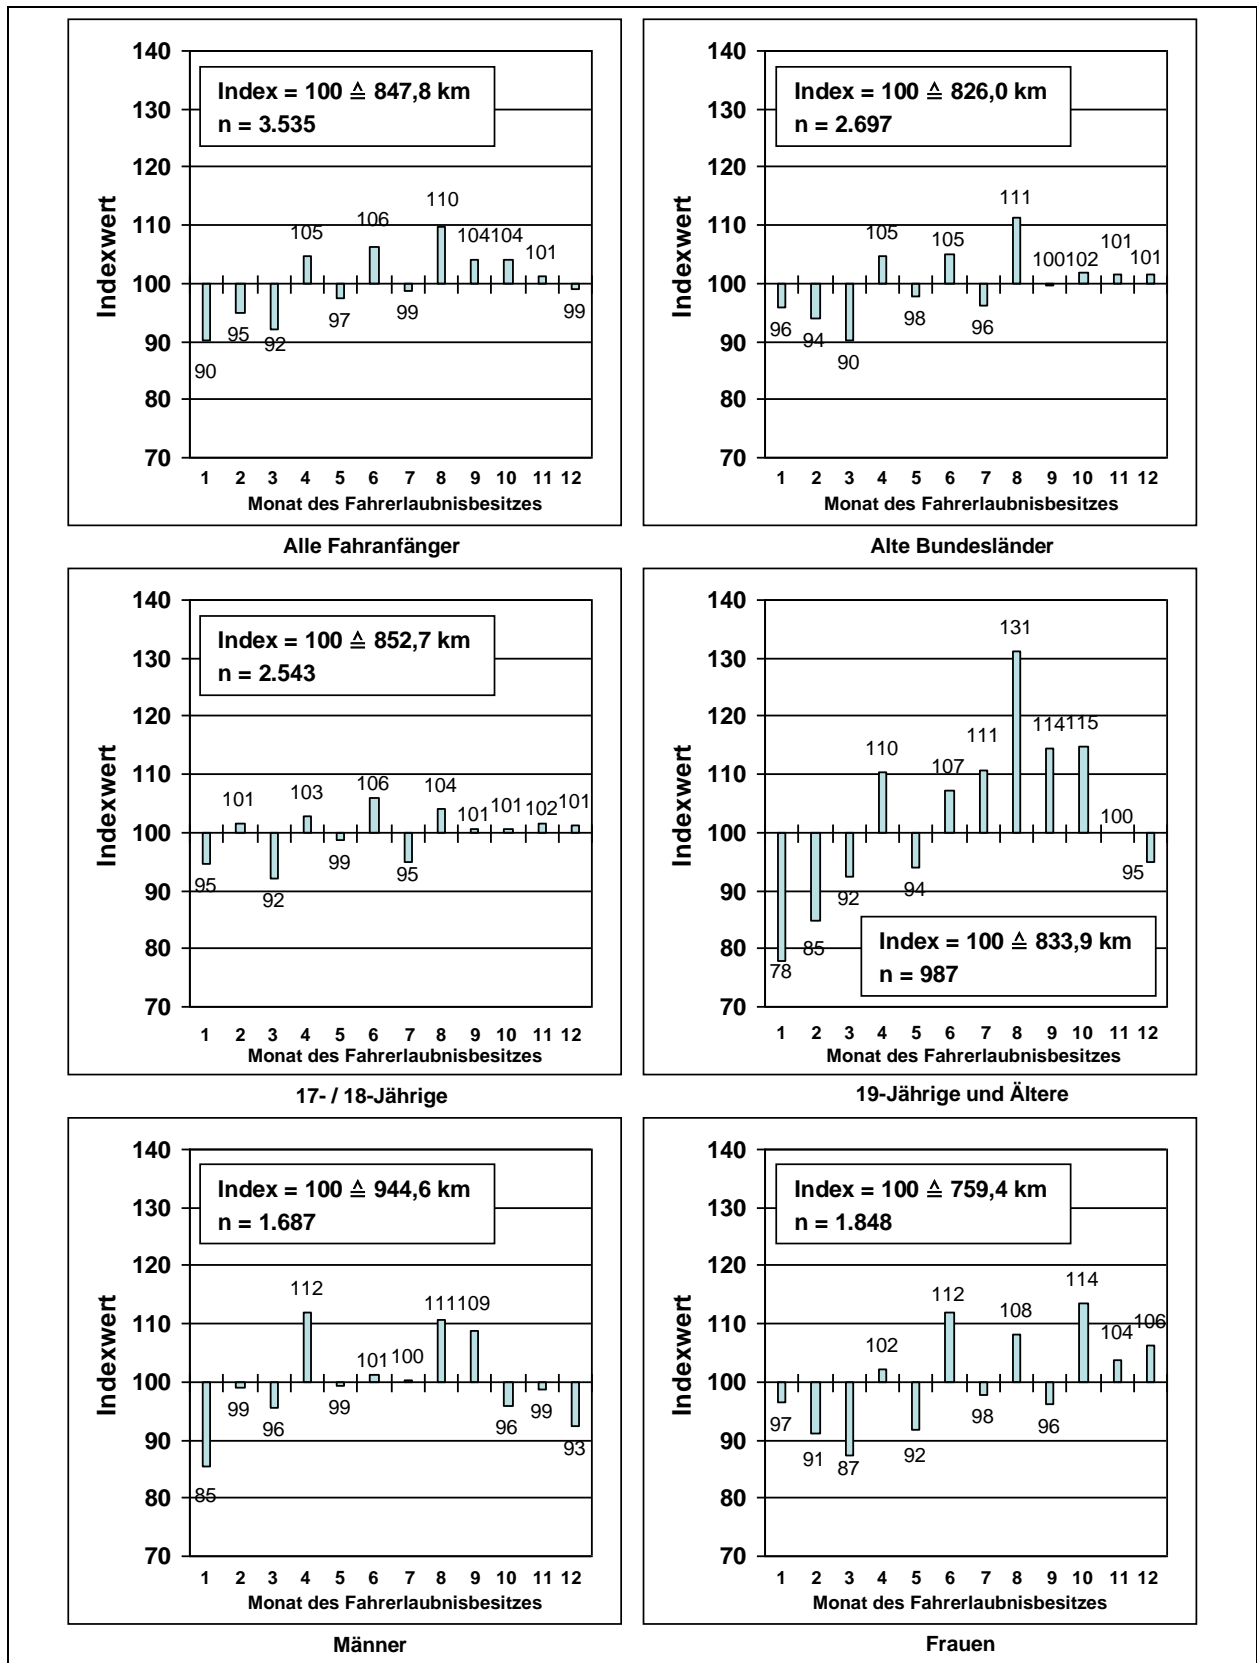 140
130
120
110
100
90
80
70
Indexwert
Index = 100 ≙ 847,8 km
n = 3.535
90 95 92 105 97 106 99 110 104 104 101 99
1 2 3 4 5 6 7 8 9 10 11 12
Monat des Fahrerlaubnisbesitzes
Alle Fahranfänger
140
130
120
110
100
90
80
70
Indexwert
Index = 100 ≙ 826,0 km
n = 2.697
96 94 90 105 98 105 96 111 100 102 101 101
1 2 3 4 5 6 7 8 9 10 11 12
Monat des Fahrerlaubnisbesitzes
Alte Bundesländer
140
130
120
110
100
90
80
70
Indexwert
Index = 100 ≙ 852,7 km
n = 2.543
95 101 92 103 99 106 95 104 101 101 102 101
1 2 3 4 5 6 7 8 9 10 11 12
Monat des Fahrerlaubnisbesitzes
17- / 18-Jährige
140
130
120
110
100
90
80
70
Indexwert
78 85 92 110 94 107 111 131 114 115 100 95
Index = 100 ≙ 833,9 km
n = 987
1 2 3 4 5 6 7 8 9 10 11 12
Monat des Fahrerlaubnisbesitzes
19-Jährige und Ältere
140
130
120
110
100
90
80
70
Indexwert
Index = 100 ≙ 944,6 km
n = 1.687
85 99 96 112 99 101 100 111 109 96 99 93
1 2 3 4 5 6 7 8 9 10 11 12
Monat des Fahrerlaubnisbesitzes
Männer
140
130
120
110
100
90
80
70
Indexwert
Index = 100 ≙ 759,4 km
n = 1.848
97 91 87 102 92 112 98 108 96 114 104 106
1 2 3 4 5 6 7 8 9 10 11 12
Monat des Fahrerlaubnisbesitzes
Frauen